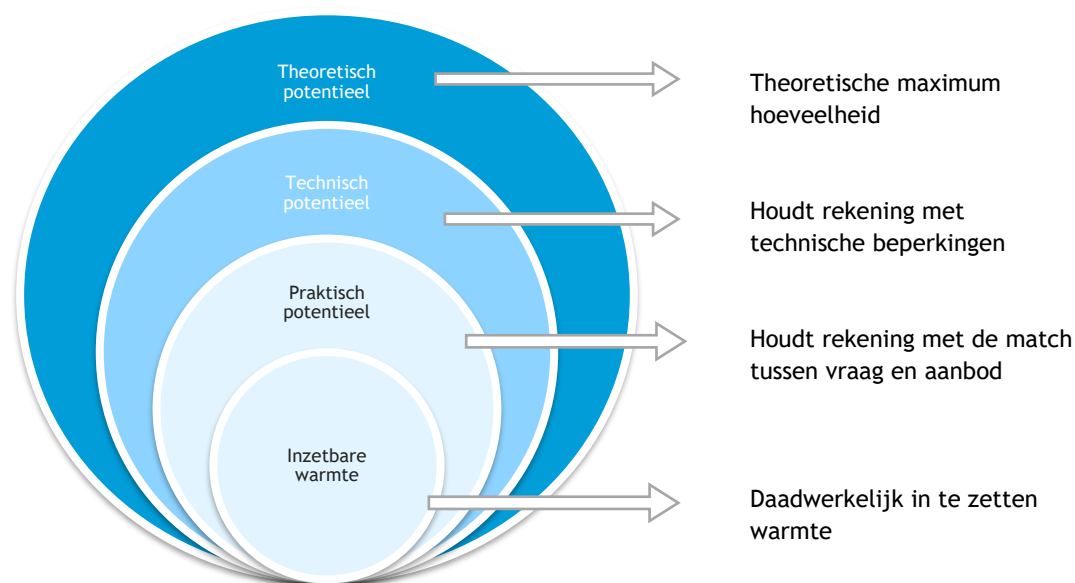 Theoretisch
potentieel
Theoretische maximum
hoeveelheid
Technisch
potentieel
Houdt rekening met
technische beperkingen
Praktisch
potentieel
Houdt rekening met de match
tussen vraag en aanbod
Inzetbare
warmte
Daadwerkelijk in te zetten
warmte